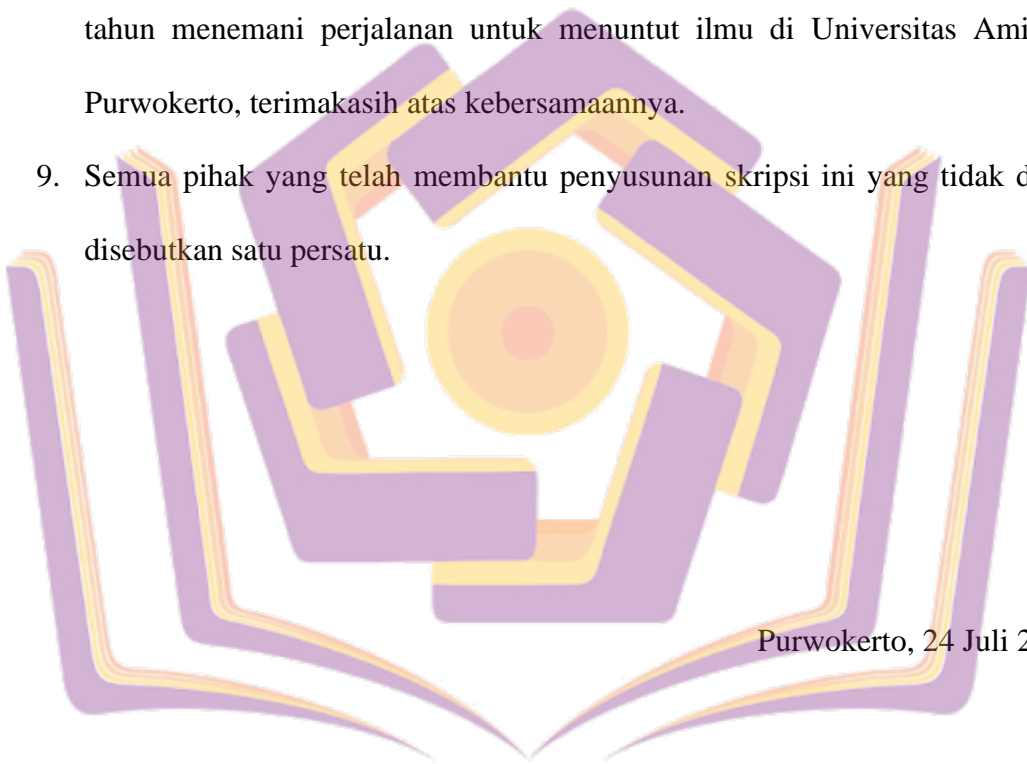 tahun menemani perjalanan untuk menuntut ilmu di Universitas Ami
Purwokerto, terimakasih atas kebersamaannya.
9. Semua pihak yang telah membantu penyusunan skripsi ini yang tidak d
disebutkan satu persatu.
Purwokerto, 24 Juli 2